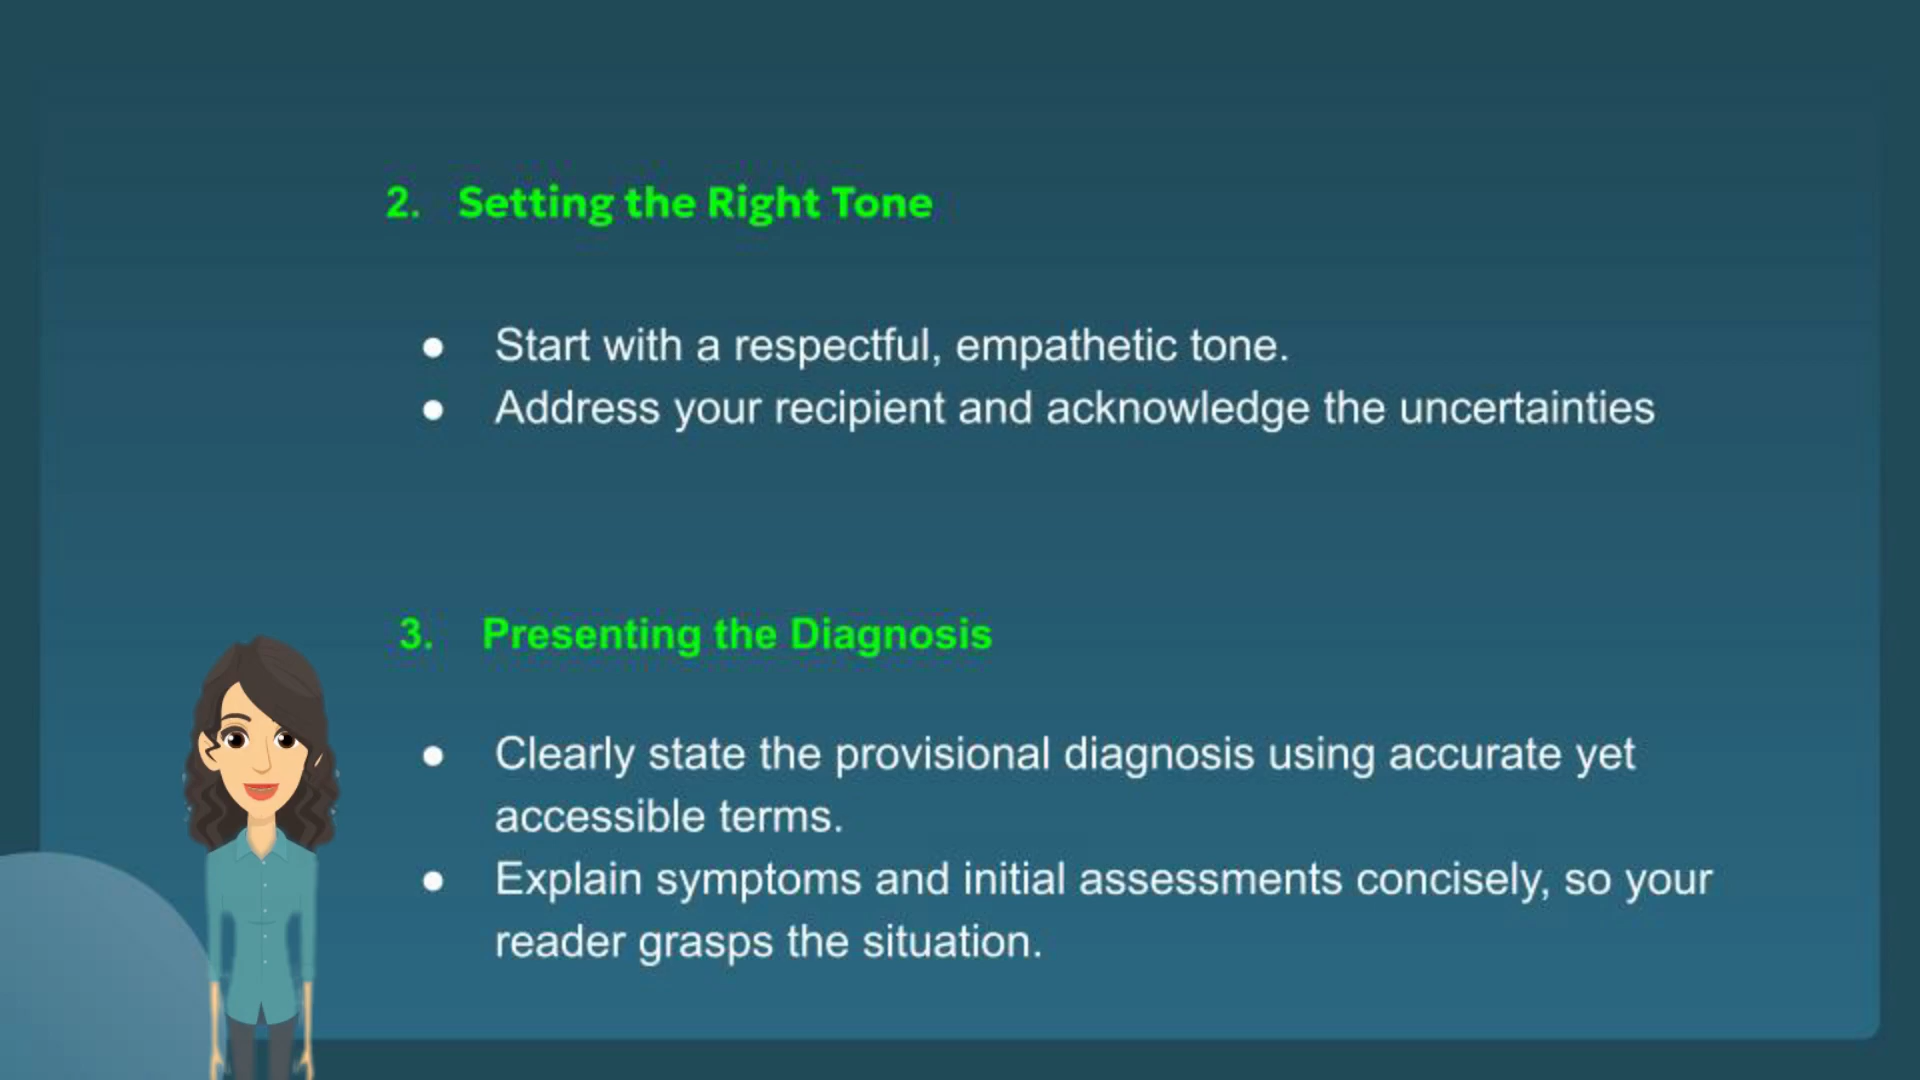 2. Setting the Right Tone
● Start with a respectful, empathetic tone.
● Address your recipient and acknowledge the uncertainties
3. Presenting the Diagnosis
● Clearly state the provisional diagnosis using accurate yet
accessible terms.
● Explain symptoms and initial assessments concisely, so your
reader grasps the situation.